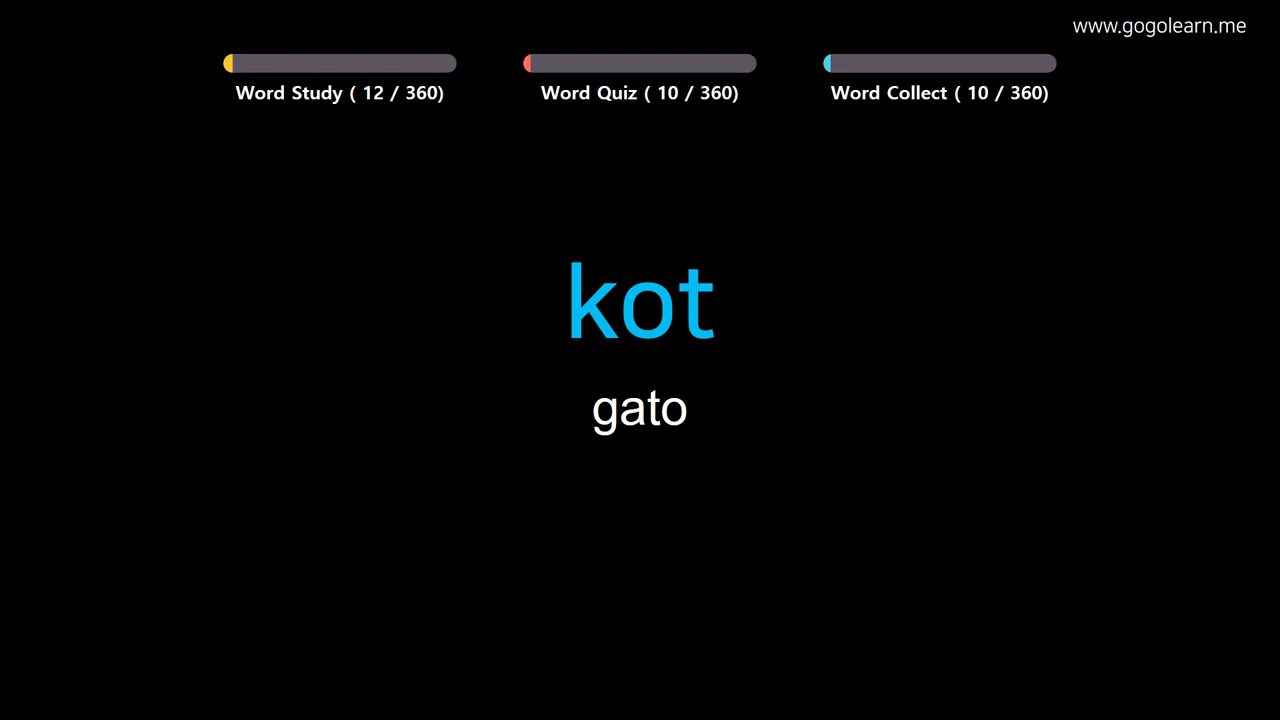 www.gogolearn.me
Word Study ( 12 / 360)
Word Quiz ( 10 / 360)
Word Collect ( 10 / 360)
kot
gato